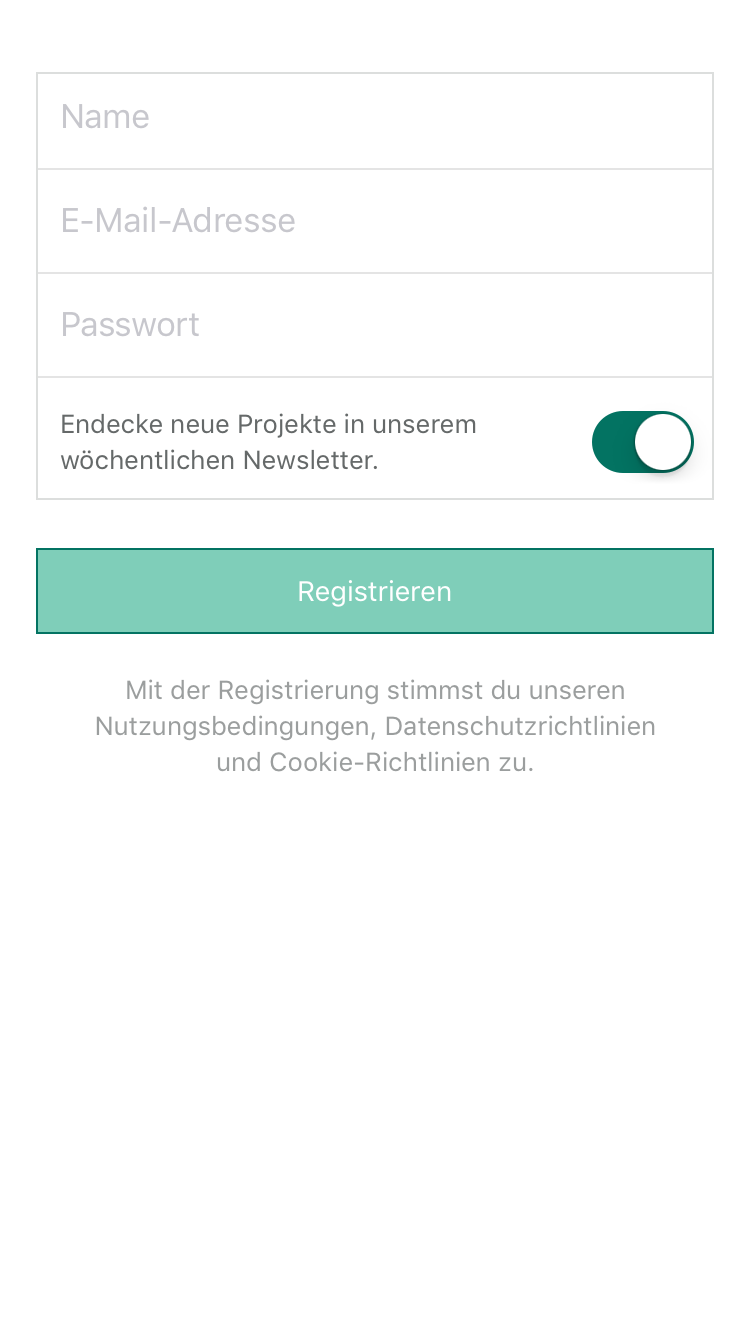 Name
E-Mail-Adresse
Passwort
Endecke neue Projekte in unserem
wöchentlichen Newsletter.
Registrieren
Mit der Registrierung stimmst du unseren
Nutzungsbedingungen, Datenschutzrichtlinien
und Cookie-Richtlinien zu.